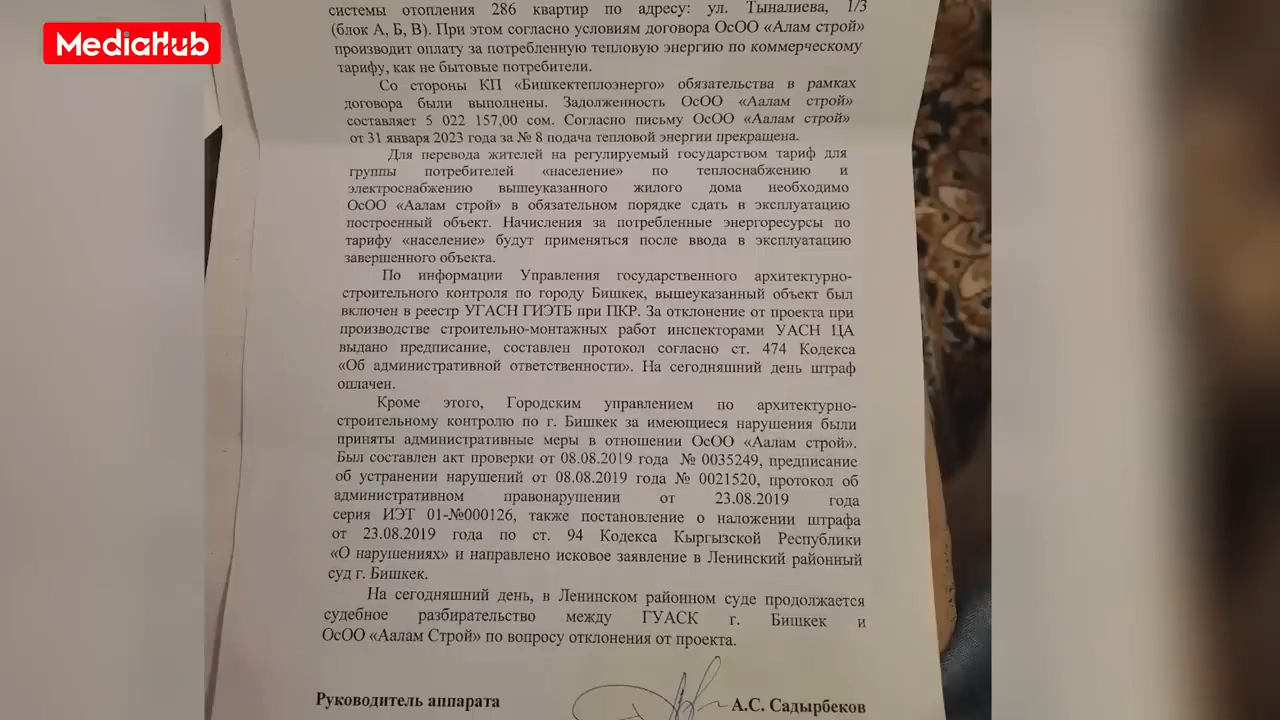 MediaHub
системы отопления 286 квартир по адресу: ул. Тыналиева, 1/3
(блок А, Б, В). При этом согласно условиям договора ОсОО «Алам строй»
производит оплату за потребленную тепловую энергию по коммерческому
тарифу, как не бытовые потребители.
Со стороны КП «Бишкектеплоэнерго» обязательства в рамках
договора были выполнены. Задолженность ОсОО «Аалам строй»
составляет 5 022 157,00 сом. Согласно письму ОсОО «Аалам строй»
от 31 января 2023 года за № 8 подача тепловой энергии прекращена.
Для перевода жителей на регулируемый государством тариф для
группы потребителей «население» по теплоснабжению и
электроснабжению вышеуказанного жилого дома необходимо
ОсОО «Аалам строй» в обязательном порядке сдать в эксплуатацию
построенный объект. Начисления за потребленные энергоресурсы по
тарифу «население» будут применяться после ввода в эксплуатацию
завершенного объекта.
По информации Управления государственного архитектурно-
строительного контроля по городу Бишкек, вышеуказанный объект был
включен в реестр УГАСН ГИЭТБ при ПКР. За отклонение от проекта при
производстве строительно-монтажных работ инспекторами УАСН ЦА
выдано предписание, составлен протокол согласно ст. 474 Кодекса
«Об административной ответственности». На сегодняшний день штраф
оплачен.
Кроме этого, Городским управлением по архитектурно-
строительному контролю по г. Бишкек за имеющиеся нарушения были
приняты административные меры в отношении ОсОО «Аалам строй».
Был составлен акт проверки от 08.08.2019 года № 0035249, предписание
об устранении нарушений от 08.08.2019 года № 0021520, протокол об
административном правонарушении от 23.08.2019 года
серия ИЭТ 01-№000126, также постановление о наложении штрафа
от 23.08.2019 года по ст. 94 Кодекса Кыргызской Республики
«О нарушениях» и направлено исковое заявление в Ленинский районный
суд г. Бишкек.
На сегодняшний день, в Ленинском районном суде продолжается
судебное разбирательство между ГУАСК г. Бишкек и
ОсОО «Аалам Строй» по вопросу отклонения от проекта.
Руководитель аппарата
А.С. Садырбеков